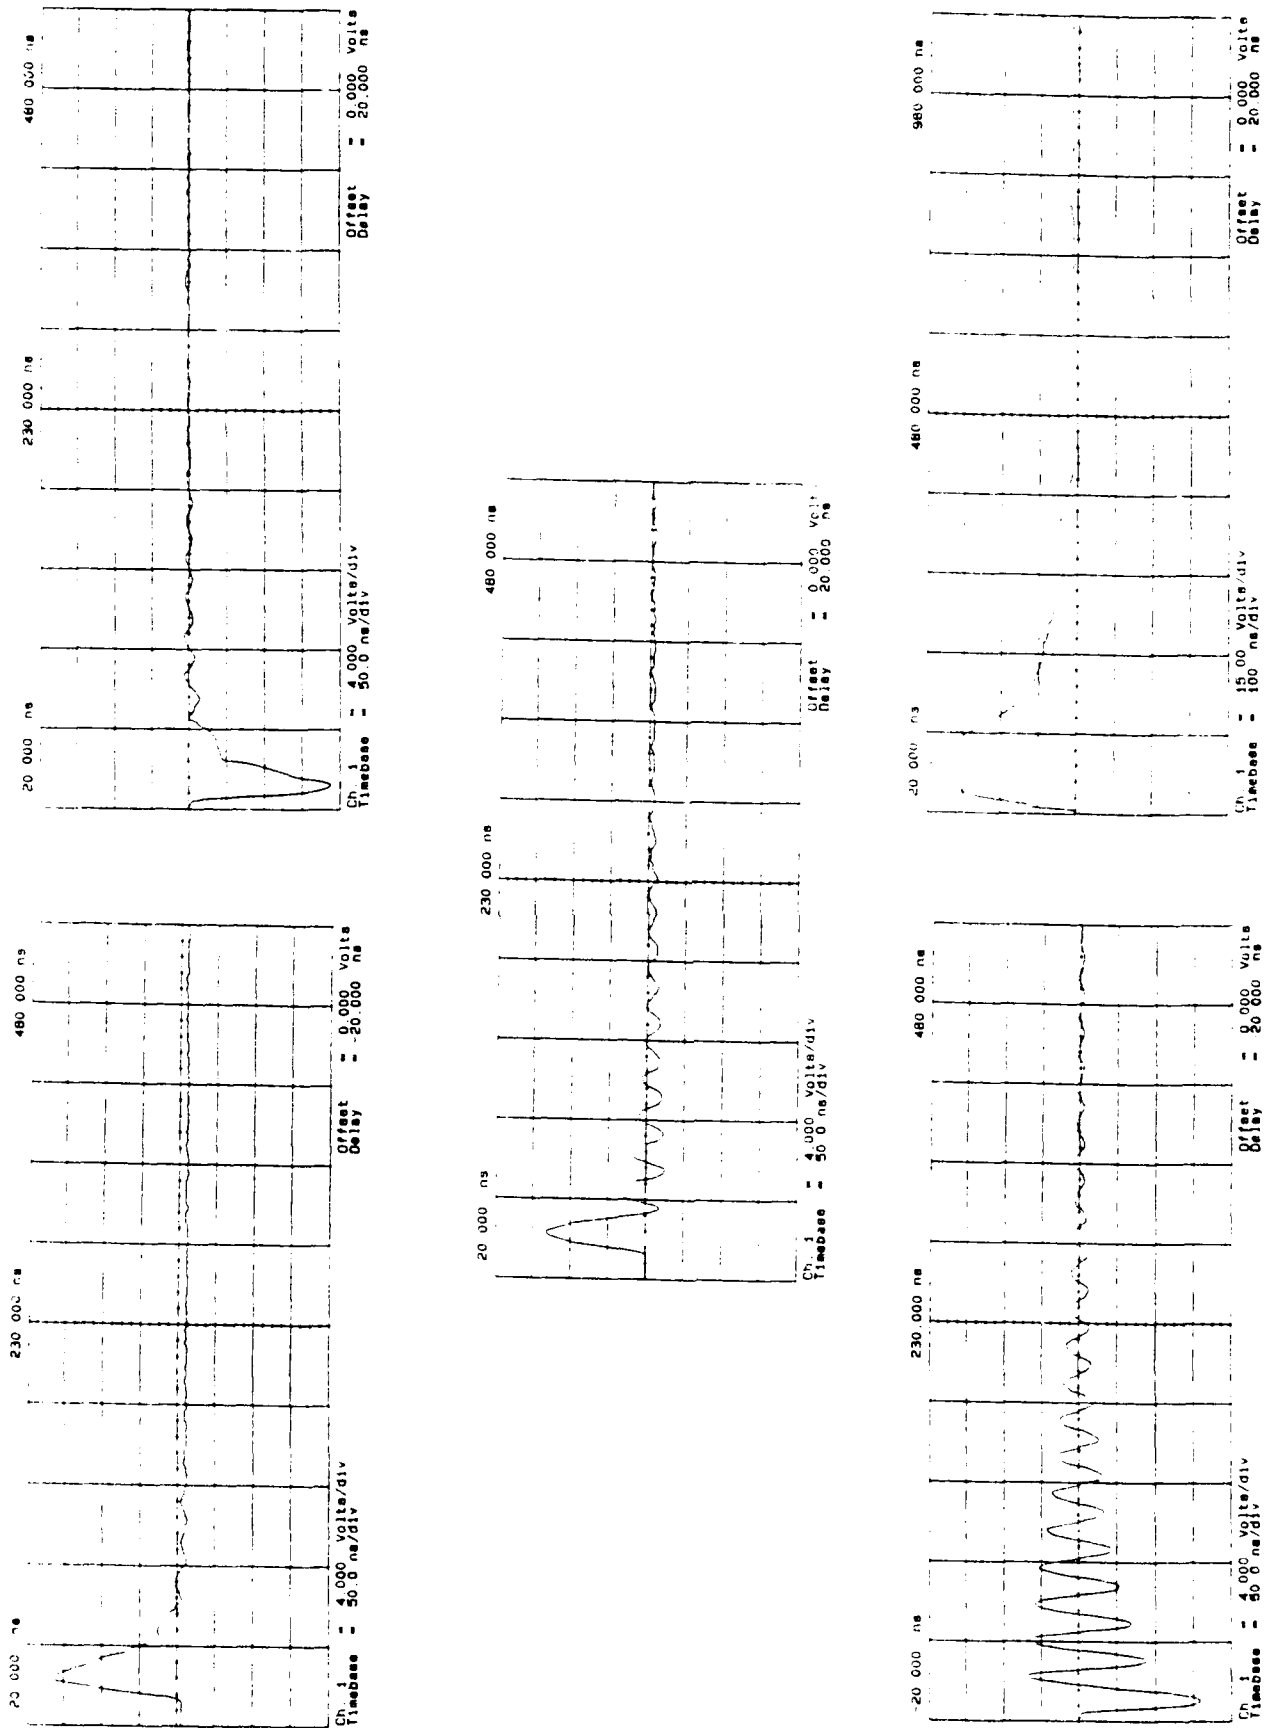 20 000 ns
230 000 ns
480 000 ns
Ch. 1 = 4.000 Volts/div
Offset = 0.000 Volts
Timebase = 50.0 ns/div
Delay = -20.000 ns
20 000 ns
230 000 ns
480 000 ns
Ch. 1 = 4 000 Volts/div
Offset = 0.000 Volts
Timebase = 50.0 ns/div
Delay = 20.000 ns
20 000 ns
230 000 ns
480 000 ns
Ch. 1 = 4.000 Volts/div
Offset = 0.000 Volt
Timebase = 50 0 ns/div
Delay = 20.000 ns
-20 000 ns
230.000 ns
480 000 ns
Ch 1 = 4 000 Volts/div
Offset = 0.000 Volts
Timebase = 50 0 ns/div
Delay = 20 000 ns
20 000 ns
480 000 ns
980 000 ns
Ch. 1 = 15 00 Volts/div
Offset = 0.000 Volts
Timebase = 100 ns/div
Delay = 20.000 ns